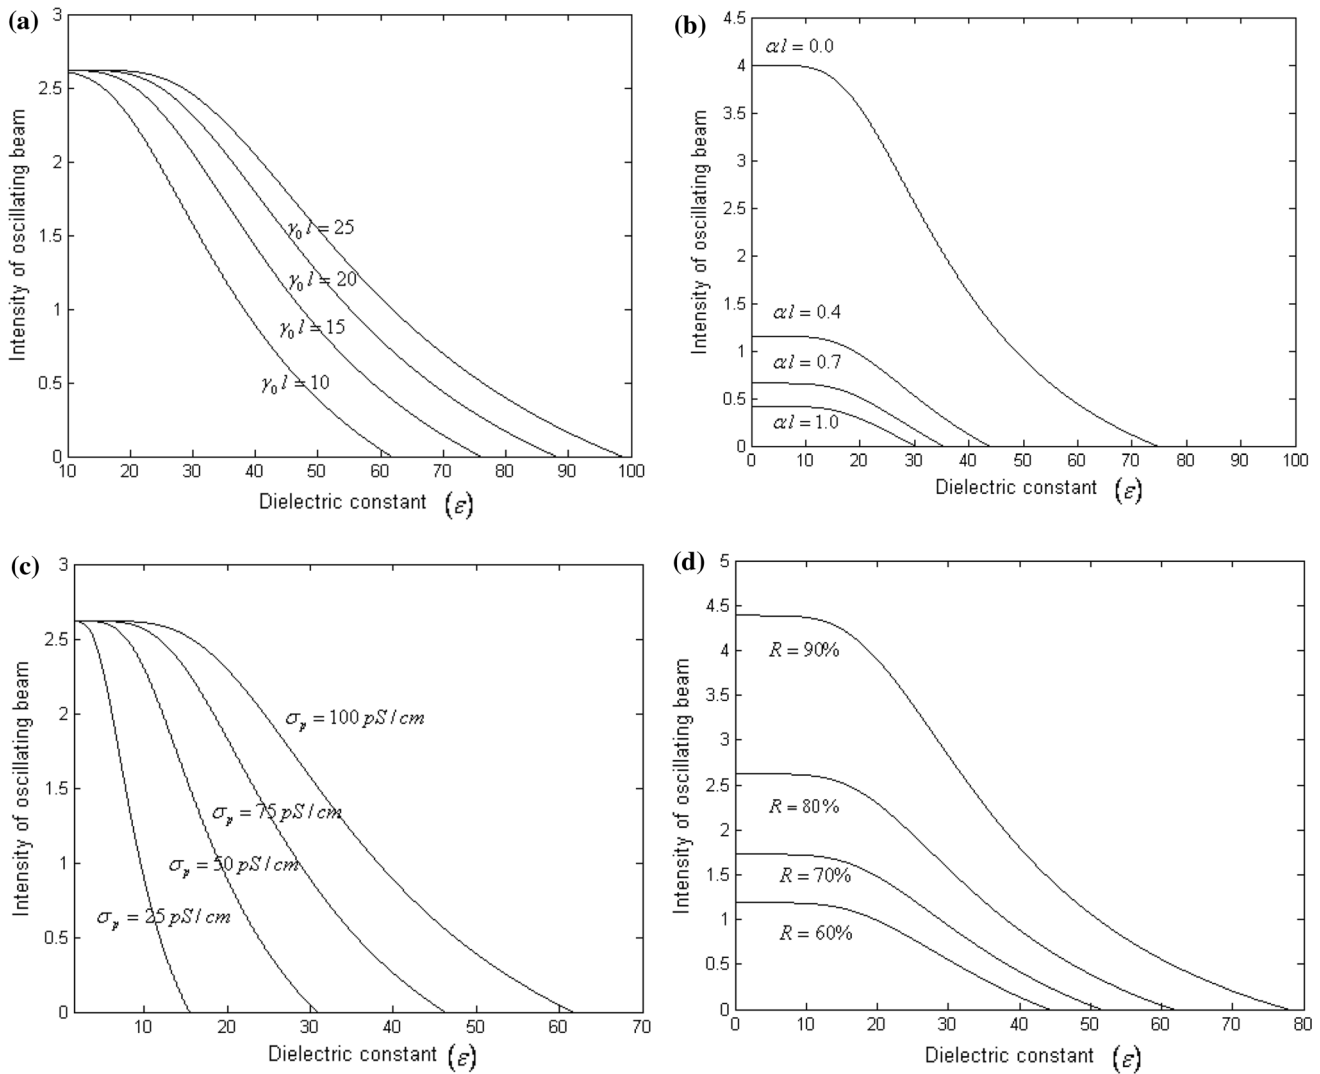 (a)
3
2.5
2
1.5
1
0.5
0
Intensity of oscillating beam
γ₀l = 25
γ₀l = 20
γ₀l = 15
γ₀l = 10
10 20 30 40 50 60 70 80 90 100
Dielectric constant (ε)
(b)
4.5
4
3.5
3
2.5
2
1.5
1
0.5
0
Intensity of oscillating beam
αl = 0.0
αl = 0.4
αl = 0.7
αl = 1.0
0 10 20 30 40 50 60 70 80 90 100
Dielectric constant (ε)
(c)
3
2.5
2
1.5
1
0.5
0
Intensity of oscillating beam
σₚ = 100 pS/cm
σₚ = 75 pS/cm
σₚ = 50 pS/cm
σₚ = 25 pS/cm
10 20 30 40 50 60 70
Dielectric constant (ε)
(d)
5
4.5
4
3.5
3
2.5
2
1.5
1
0.5
0
Intensity of oscillating beam
R = 90%
R = 80%
R = 70%
R = 60%
0 10 20 30 40 50 60 70 80
Dielectric constant (ε)